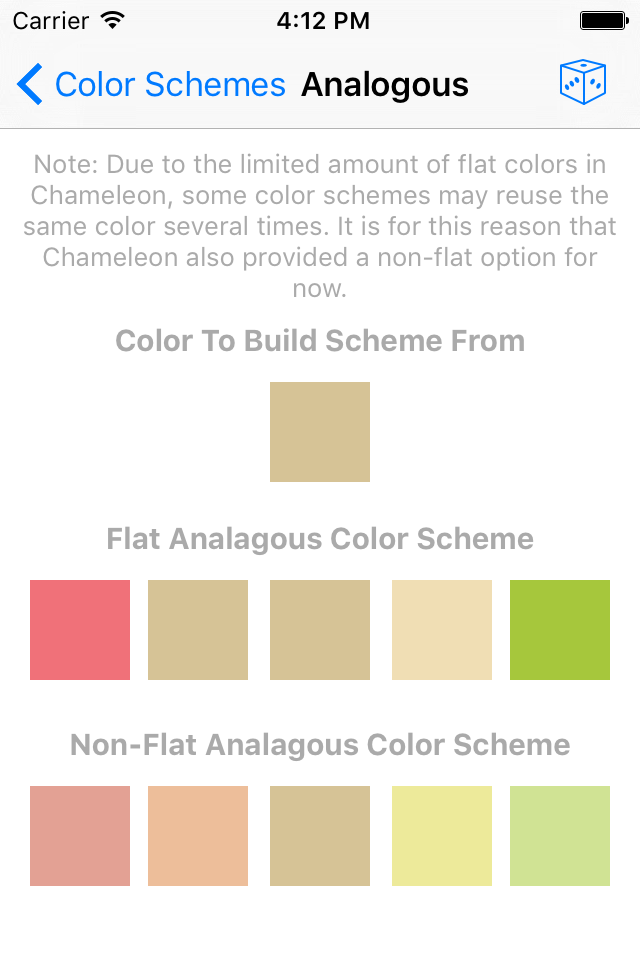 Carrier 4:12 PM
Color Schemes Analogous
Note: Due to the limited amount of flat colors in
Chameleon, some color schemes may reuse the
same color several times. It is for this reason that
Chameleon also provided a non-flat option for
now.
Color To Build Scheme From
Flat Analagous Color Scheme
Non-Flat Analagous Color Scheme